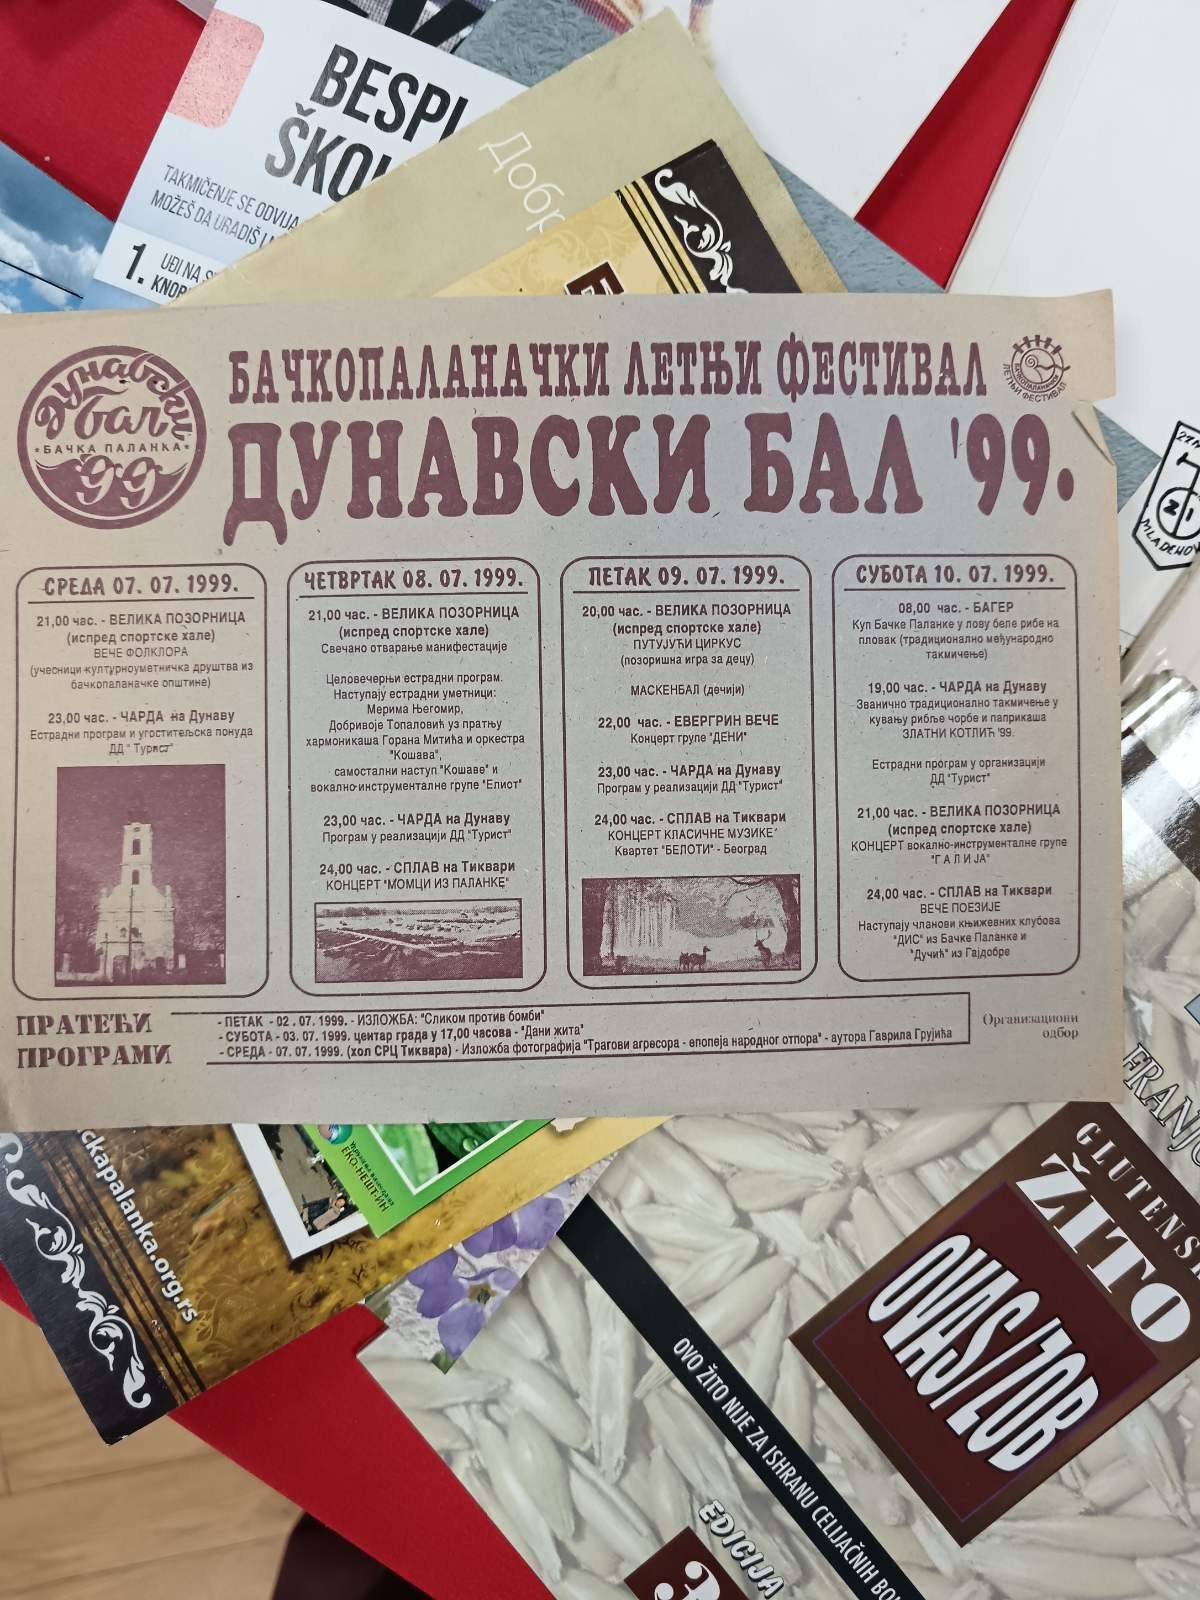 BESPL
ŠKOL
TAKMIČENJE SE ODVIJA
MOŽEŠ DA URADIŠ I
1. UĐI NA
KNOR
Добр
Дунавски
бал
•БАЧКА ПАЛАНКА•
'99
БАЧКОПАЛАНАЧКИ ЛЕТЊИ ФЕСТИВАЛ
БАЧКОПАЛАНАЧКИ
ЛЕТЊИ ФЕСТИВАЛ
ДУНАВСКИ БАЛ '99.
СРЕДА 07. 07. 1999.
21,00 час. - ВЕЛИКА ПОЗОРНИЦА
(испред спортске хале)
ВЕЧЕ ФОЛКЛОРА
(учесници-културноуметничка друштва из
бачкопаланачке општине)
23,00 час. - ЧАРДА на Дунаву
Естрадни програм и угоститељска понуда
ДД " Турист"
ЧЕТВРТАК 08. 07. 1999.
21,00 час. - ВЕЛИКА ПОЗОРНИЦА
(испред спортске хале)
Свечано отварање манифестације
Целовечерњи естрадни програм.
Наступају естрадни уметници:
Мерима Његомир,
Добривоје Топаловић уз пратњу
хармоникаша Горана Митића и оркестра
"Кошава",
самостални наступ "Кошаве" и
вокално-инструменталне групе "Елиот"
23,00 час. - ЧАРДА на Дунаву
Програм у реализацији ДД "Турист"
24,00 час. - СПЛАВ на Тиквари
КОНЦЕРТ "МОМЦИ ИЗ ПАЛАНКЕ"
ПЕТАК 09. 07. 1999.
20,00 час. - ВЕЛИКА ПОЗОРНИЦА
(испред спортске хале)
ПУТУЈУЋИ ЦИРКУС
(позоришна игра за децу)
МАСКЕНБАЛ (дечији)
22,00 час. - ЕВЕРГРИН ВЕЧЕ
Концерт групе "ДЕНИ"
23,00 час. - ЧАРДА на Дунаву
Програм у реализацији ДД "Турист"
24,00 час. - СПЛАВ на Тиквари
КОНЦЕРТ КЛАСИЧНЕ МУЗИКЕ
Квартет "БЕЛОТИ" - Београд
СУБОТА 10. 07. 1999.
08,00 час. - БАГЕР
Куп Бачке Паланке у лову беле рибе на
пловак (традиционално међународно
такмичење)
19,00 час. - ЧАРДА на Дунаву
Званично традиционално такмичење у
кувању рибље чорбе и паприкаша
ЗЛАТНИ КОТЛИЋ '99.
Естрадни програм у организацији
ДД "Турист"
21,00 час. - ВЕЛИКА ПОЗОРНИЦА
(испред спортске хале)
КОНЦЕРТ вокално-инструменталне групе
"Г А Л И ЈА"
24,00 час. - СПЛАВ на Тиквари
ВЕЧЕ ПОЕЗИЈЕ
Наступају чланови књижевних клубова
"ДИС" из Бачке Паланке и
"Дучић" из Гајдобре
ПРАТЕЋИ
ПРОГРАМИ
- ПЕТАК - 02 . 07. 1999. - ИЗЛОЖБА: "Сликом против бомби"
- СУБОТА - 03. 07. 1999. центар града у 17,00 часова - "Дани жита"
- СРЕДА - 07. 07. 1999. (хол СРЦ Тиквара) - Изложба фотографија "Трагови агресора - епопеја народног отпора" - аутора Гаврила Грујића
Организациони
одбор
MLADENOV
ckapalanka.org.rs
ЕКО-НЕШТ-ИН
FRANJO
GLUTENS
ŽITO
OVAS/ZOB
OVO ŽITO NIJE ZA ISHRANU CELIJAČNIH BO
EDICIJA